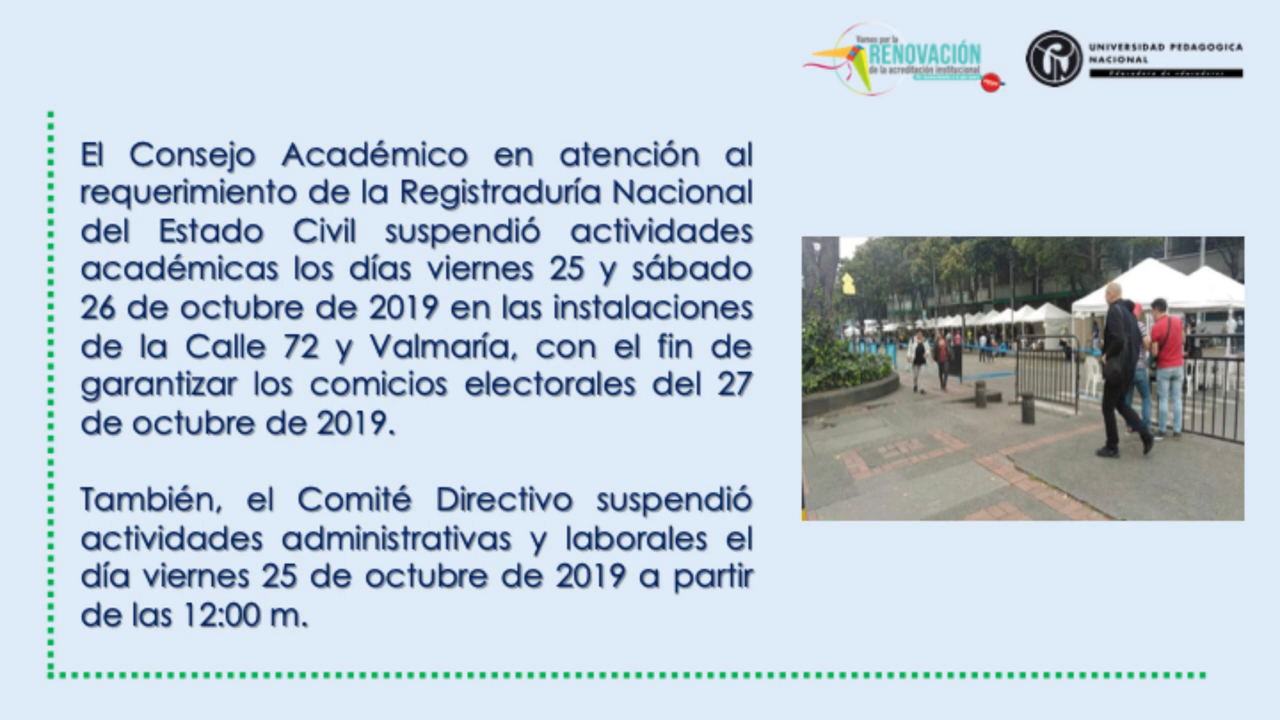 Vamos por la
RENOVACIÓN
de la acreditación institucional
UNIVERSIDAD PEDAGOGICA
NACIONAL
Educadora de educadores
El Consejo Académico en atención al
requerimiento de la Registraduría Nacional
del Estado Civil suspendió actividades
académicas los días viernes 25 y sábado
26 de octubre de 2019 en las instalaciones
de la Calle 72 y Valmaría, con el fin de
garantizar los comicios electorales del 27
de octubre de 2019.
También, el Comité Directivo suspendió
actividades administrativas y laborales el
día viernes 25 de octubre de 2019 a partir
de las 12:00 m.